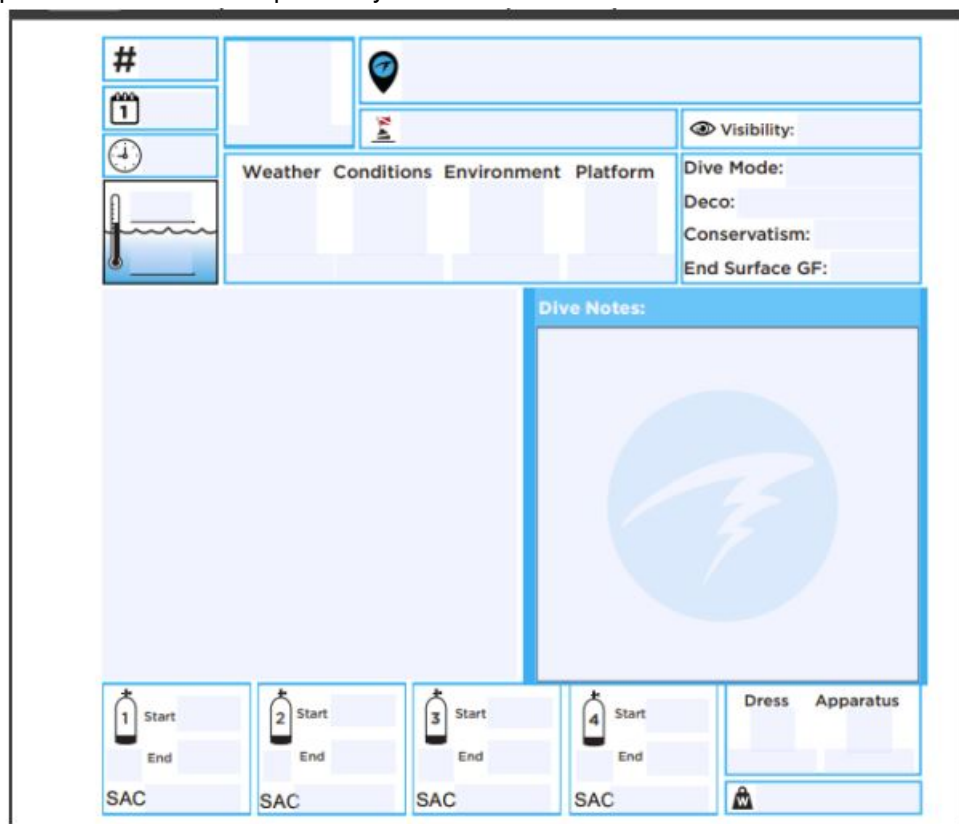 #
1
Visibility:
Weather Conditions Environment Platform
Dive Mode:
Deco:
Conservatism:
End Surface GF:
Dive Notes:
1 Start
End
SAC
2 Start
End
SAC
3 Start
End
SAC
4 Start
End
SAC
Dress Apparatus
W